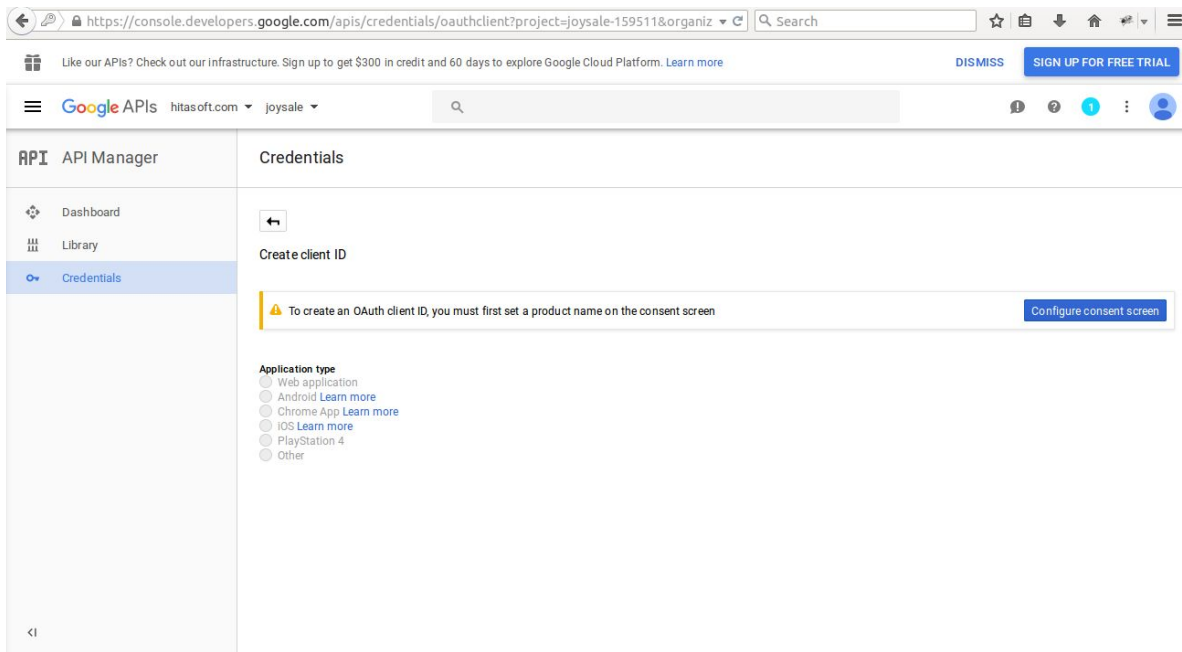 https://console.developers.google.com/apis/credentials/oauthclient?project=joysale-159511&organiz
Search
Like our APIs? Check out our infrastructure. Sign up to get $300 in credit and 60 days to explore Google Cloud Platform. Learn more
DISMISS
SIGN UP FOR FREE TRIAL
Google APIs
hitasoft.com
joysale
1
API
API Manager
Credentials
Dashboard
Library
Credentials
Create client ID
To create an OAuth client ID, you must first set a product name on the consent screen
Configure consent screen
Application type
Web application
Android Learn more
Chrome App Learn more
iOS Learn more
PlayStation 4
Other